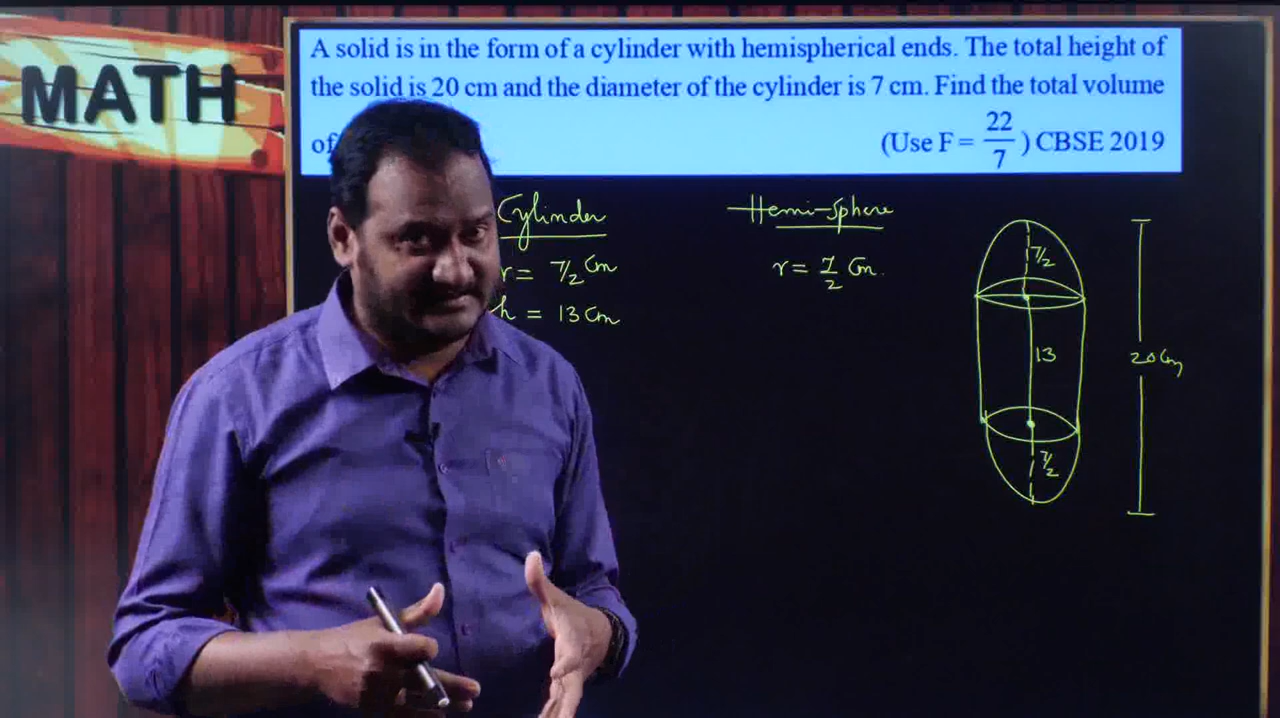 MATH
A solid is in the form of a cylinder with hemispherical ends. The total height of
the solid is 20 cm and the diameter of the cylinder is 7 cm. Find the total volume
of
(Use F = 22/7 ) CBSE 2019
Cylinder
Hemi-Sphere
r = 7/2 Cm
r = 7/2 Cm.
h = 13 Cm
7/2
13
20 Cm
7/2